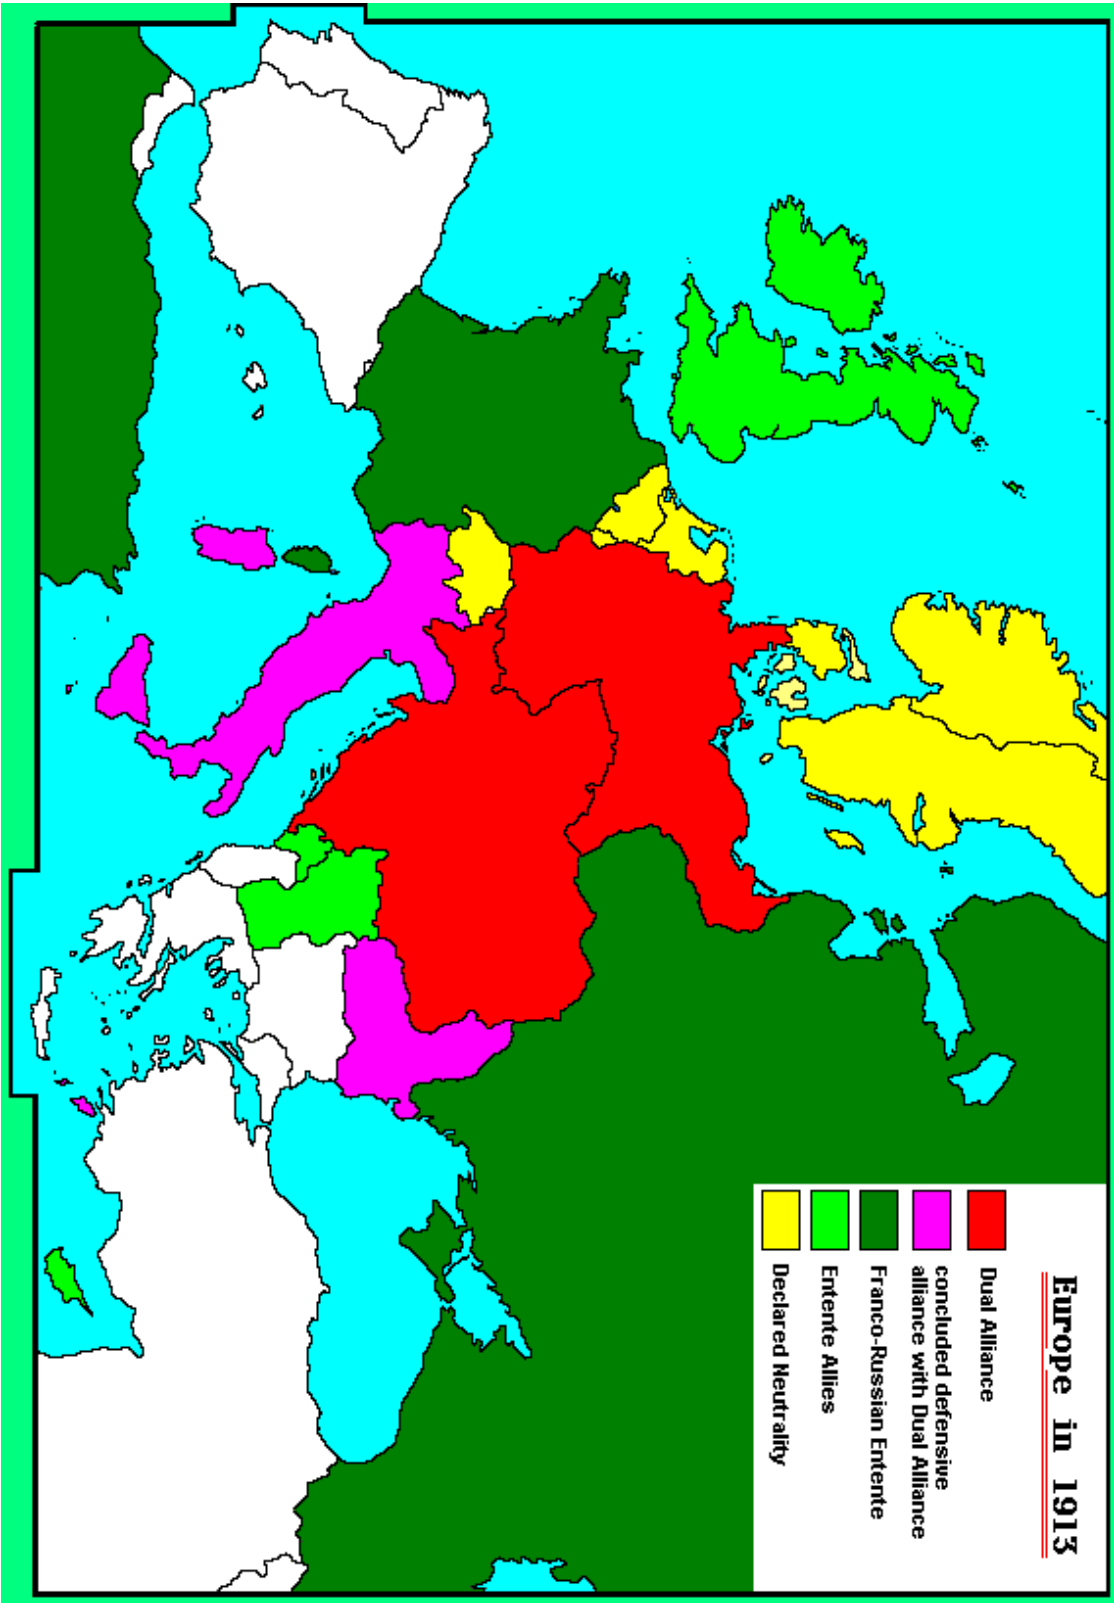 Europe in 1913
Dual Alliance
concluded defensive
alliance with Dual Alliance
Franco-Russian Entente
Entente Allies
Declared Neutrality